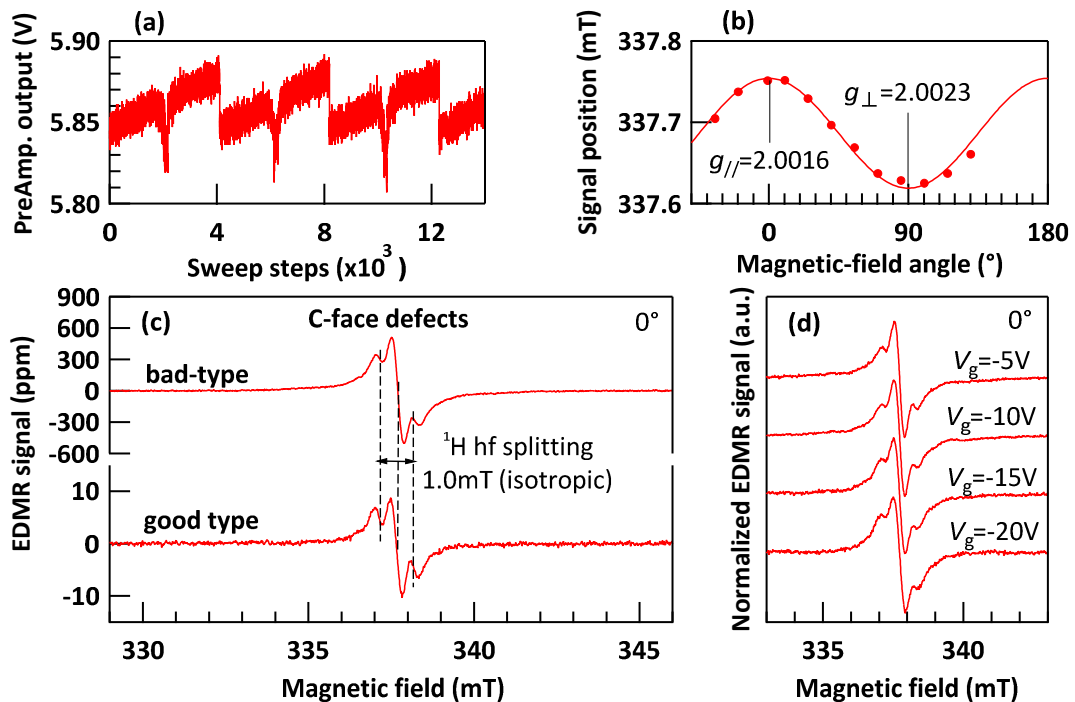 (a)
PreAmp. output (V)
5.90
5.85
5.80
0 4 8 12
Sweep steps (x10³ )
(b)
Signal position (mT)
337.8
337.7
337.6
g⊥=2.0023
g//=2.0016
0 90 180
Magnetic-field angle (°)
(c)
C-face defects
0°
EDMR signal (ppm)
900
600
300
0
-300
-600
bad-type
¹H hf splitting
1.0mT (isotropic)
10
0
-10
good type
330 335 340 345
Magnetic field (mT)
(d)
0°
Normalized EDMR signal (a.u.)
Vg=-5V
Vg=-10V
Vg=-15V
Vg=-20V
335 340
Magnetic field (mT)